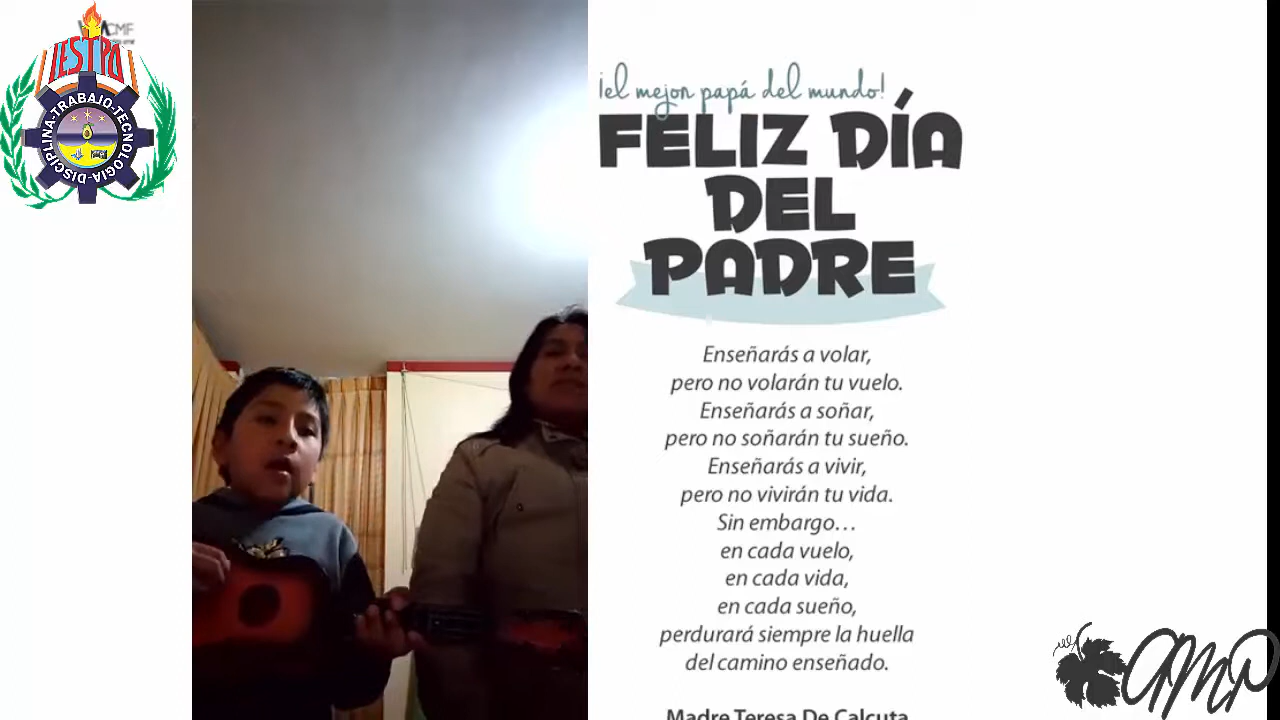 CMF
IESTPA
DISCIPLINA-TRABAJO-TECNOLOGIA-
¡el mejor papá del mundo!
FELIZ DÍA
DEL
PADRE
Enseñarás a volar,
pero no volarán tu vuelo.
Enseñarás a soñar,
pero no soñarán tu sueño.
Enseñarás a vivir,
pero no vivirán tu vida.
Sin embargo…
en cada vuelo,
en cada vida,
en cada sueño,
perdurará siempre la huella
del camino enseñado.
Madre Teresa De Calcuta
AMP